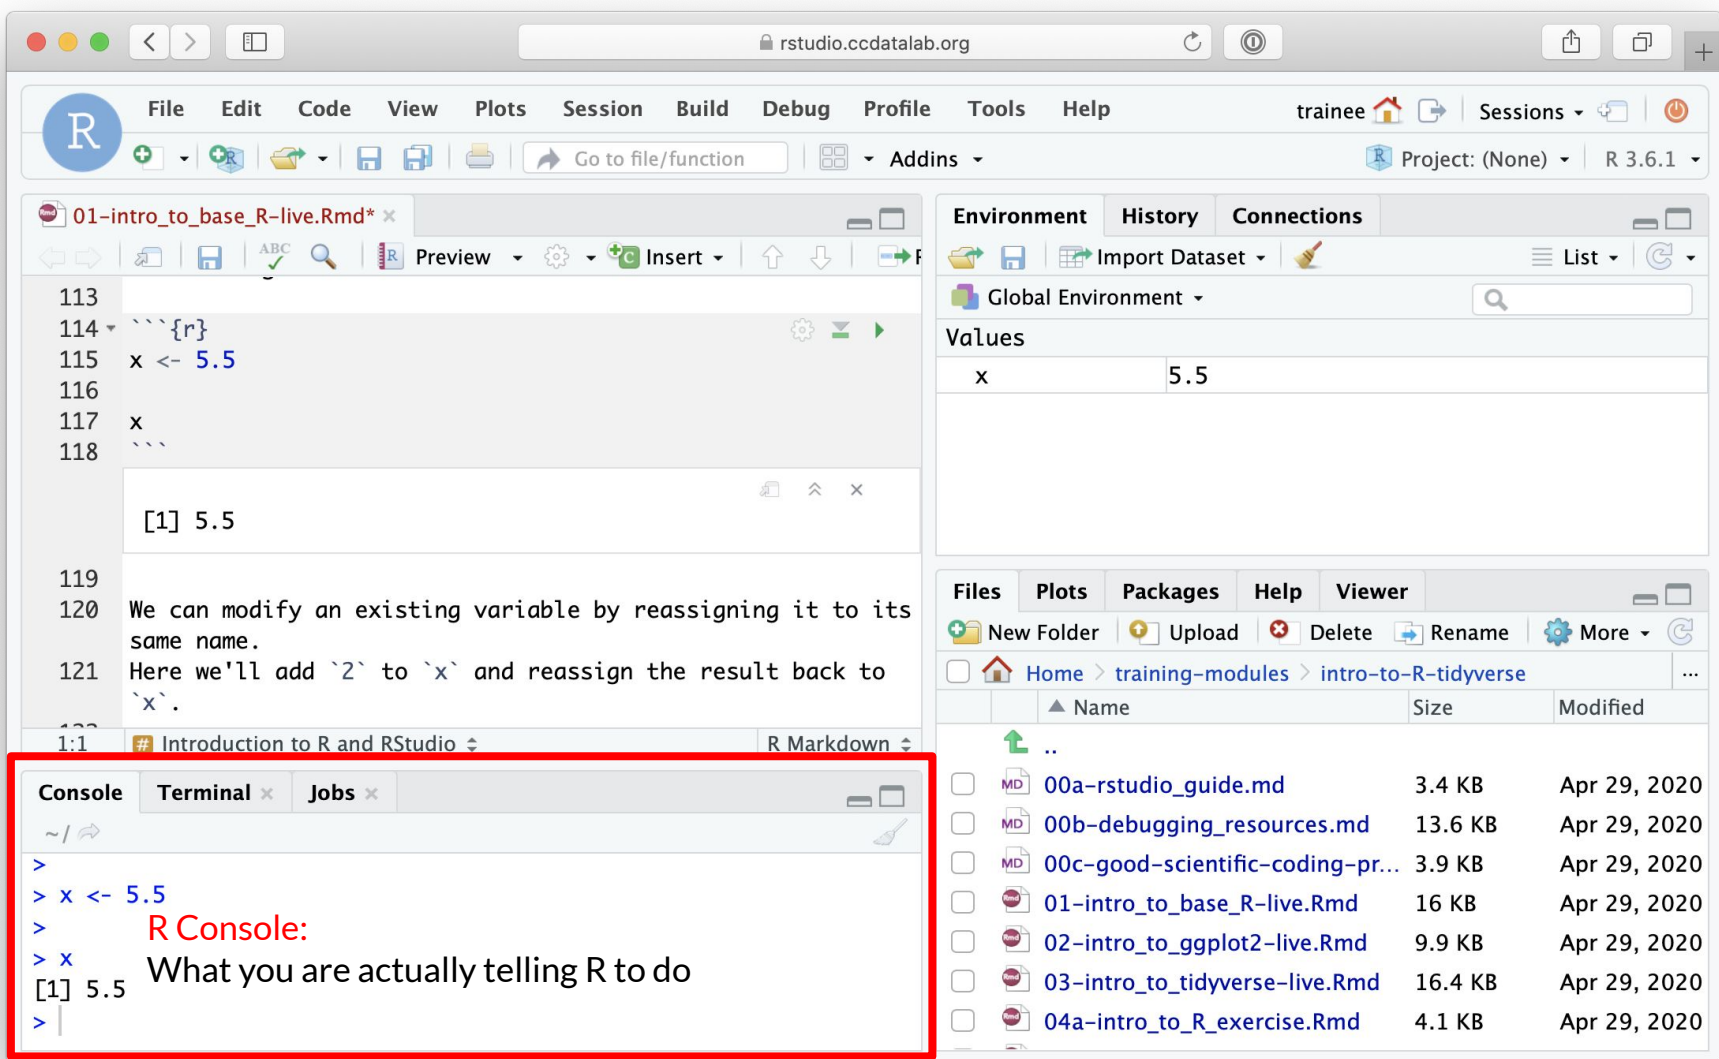 rstudio.ccdatalab.org
R
File Edit Code View Plots Session Build Debug Profile Tools Help
trainee Sessions
Go to file/function Addins
Project: (None) R 3.6.1
01-intro_to_base_R-live.Rmd*
ABC Preview Insert
113
114 ```{r}
115 x <- 5.5
116
117 x
118 ```
[1] 5.5
119
120 We can modify an existing variable by reassigning it to its
same name.
121 Here we'll add `2` to `x` and reassign the result back to
`x`.
1:1 # Introduction to R and RStudio R Markdown
Console Terminal Jobs
~/
>
> x <- 5.5
>
> x
[1] 5.5
>
R Console:
What you are actually telling R to do
Environment History Connections
Import Dataset List
Global Environment
Values
x 5.5
Files Plots Packages Help Viewer
New Folder Upload Delete Rename More
Home > training-modules > intro-to-R-tidyverse ...
Name Size Modified
..
MD 00a-rstudio_guide.md 3.4 KB Apr 29, 2020
MD 00b-debugging_resources.md 13.6 KB Apr 29, 2020
MD 00c-good-scientific-coding-pr... 3.9 KB Apr 29, 2020
Rmd 01-intro_to_base_R-live.Rmd 16 KB Apr 29, 2020
Rmd 02-intro_to_ggplot2-live.Rmd 9.9 KB Apr 29, 2020
Rmd 03-intro_to_tidyverse-live.Rmd 16.4 KB Apr 29, 2020
Rmd 04a-intro_to_R_exercise.Rmd 4.1 KB Apr 29, 2020